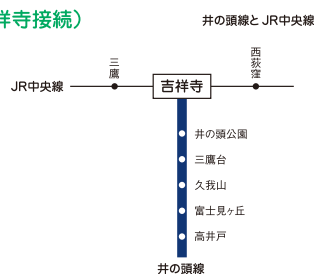 祥寺接続）
井の頭線とJR中央線
三鷹
西荻窪
JR中央線
吉祥寺
井の頭公園
三鷹台
久我山
富士見ヶ丘
高井戸
井の頭線